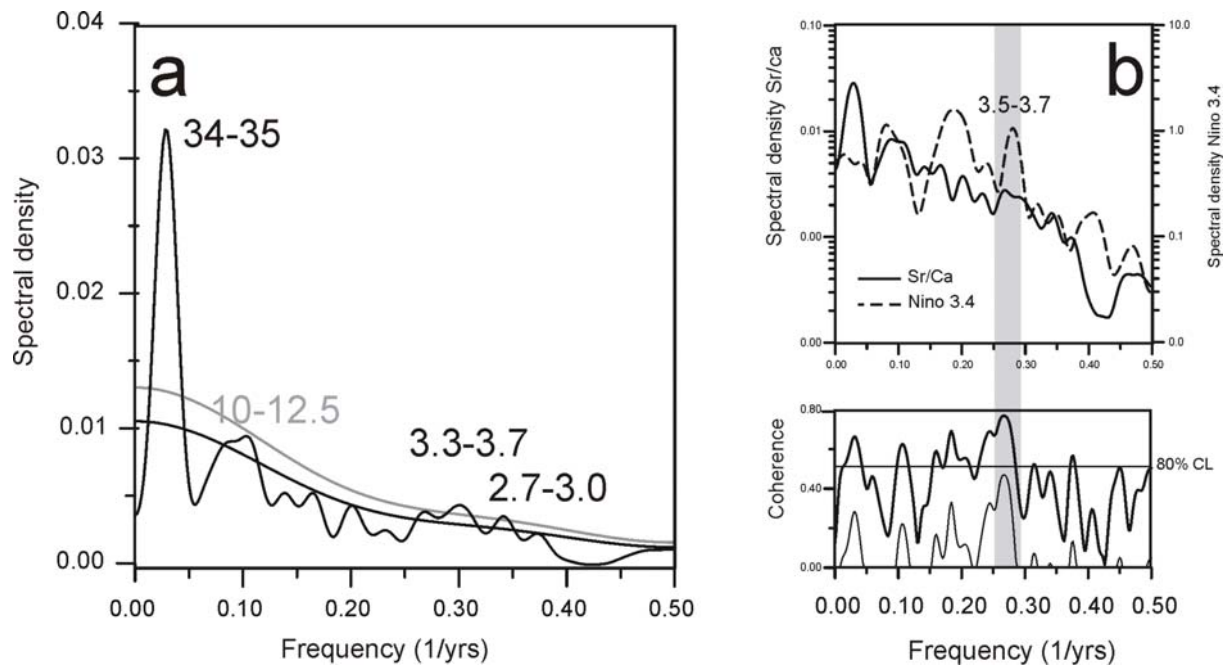 a
0.04
0.03
0.02
0.01
0.00
Spectral density
34-35
10-12.5
3.3-3.7
2.7-3.0
0.00 0.10 0.20 0.30 0.40 0.50
Frequency (1/yrs)
b
0.10
0.01
0.00
0.00
Spectral density Sr/ca
3.5-3.7
10.0
1.0
0.1
0.0
Spectral density Nino 3.4
Sr/Ca
Nino 3.4
0.00 0.10 0.20 0.30 0.40 0.50
0.80
0.40
0.00
Coherence
80% CL
0.00 0.10 0.20 0.30 0.40 0.50
Frequency (1/yrs)